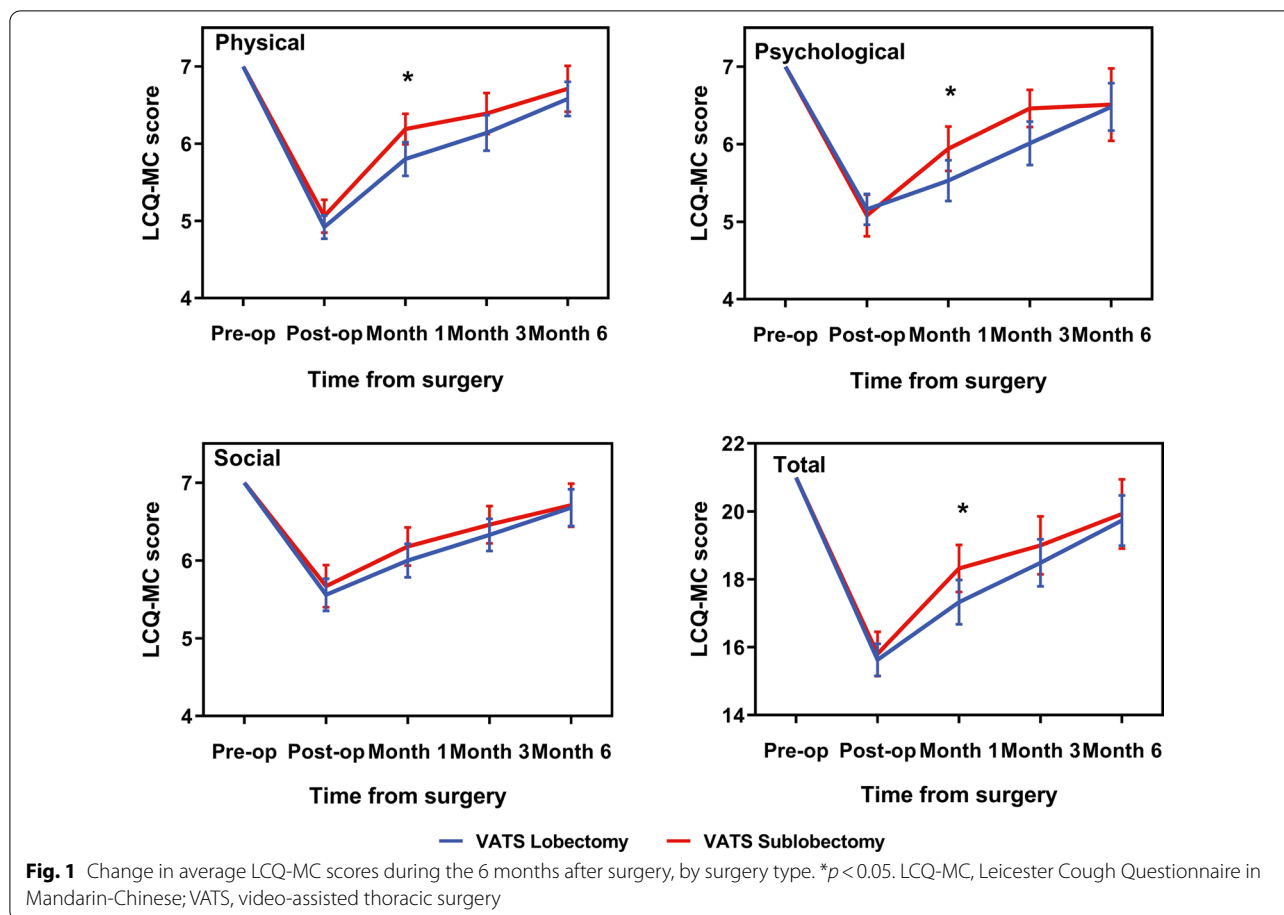 Physical
7
6
5
4
LCQ-MC score
*
Pre-op Post-op Month 1 Month 3 Month 6
Time from surgery
Psychological
7
6
5
4
LCQ-MC score
*
Pre-op Post-op Month 1 Month 3 Month 6
Time from surgery
Social
7
6
5
4
LCQ-MC score
Pre-op Post-op Month 1 Month 3 Month 6
Time from surgery
Total
22
20
18
16
14
LCQ-MC score
*
Pre-op Post-op Month 1 Month 3 Month 6
Time from surgery
VATS Lobectomy VATS Sublobectomy
Fig. 1 Change in average LCQ-MC scores during the 6 months after surgery, by surgery type. *p < 0.05. LCQ-MC, Leicester Cough Questionnaire in
Mandarin-Chinese; VATS, video-assisted thoracic surgery